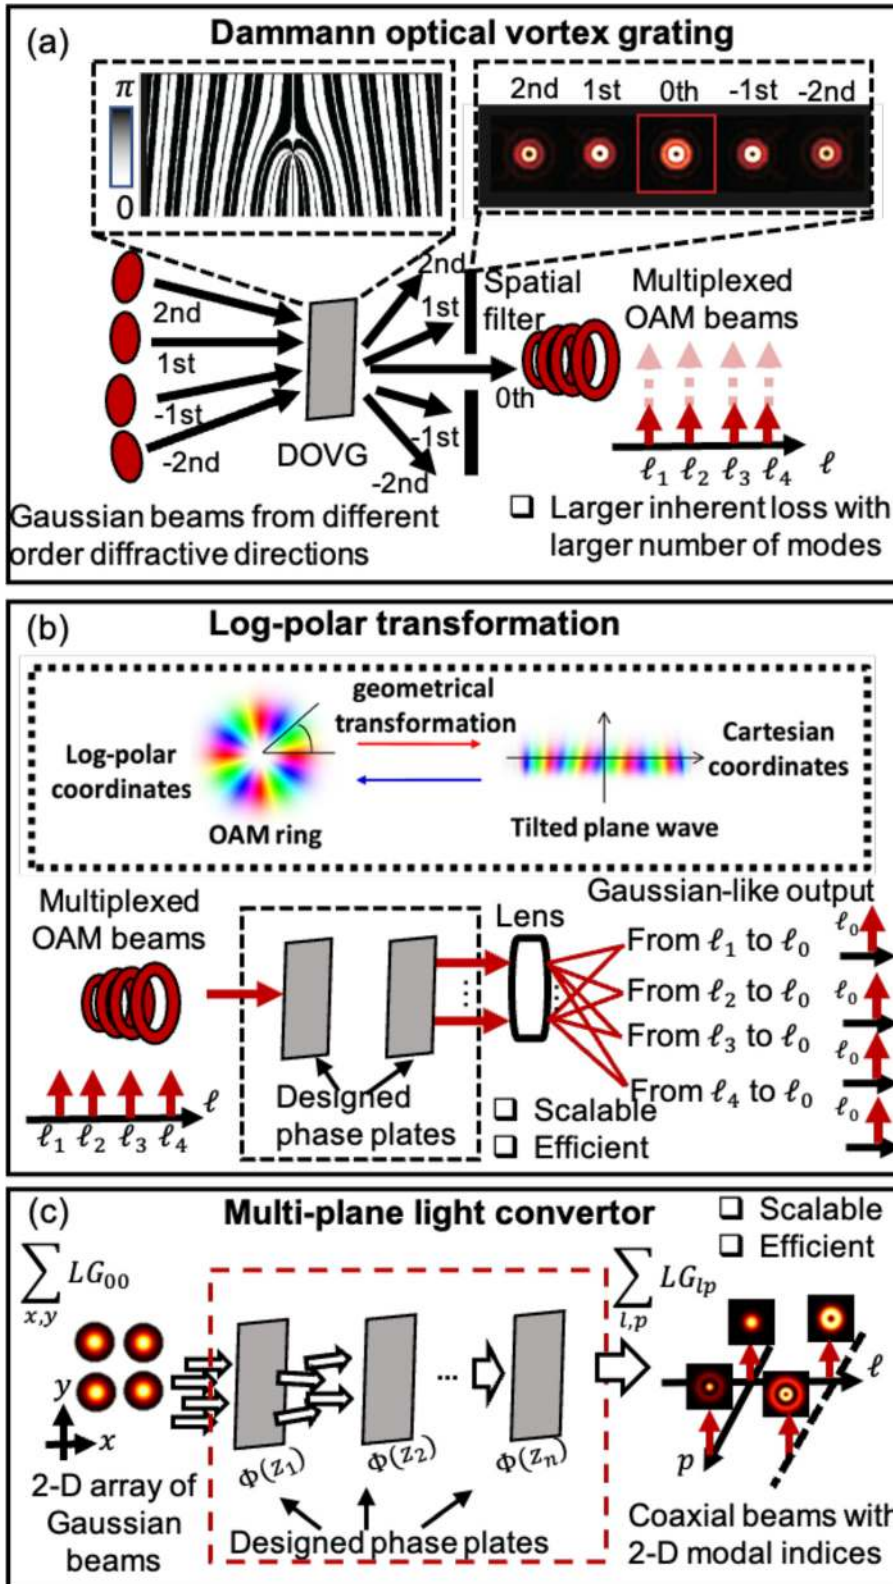 (a)
Dammann optical vortex grating
π
0
2nd 1st 0th -1st -2nd
2nd
1st
-1st
-2nd
DOVG
2nd
1st
0th
-1st
-2nd
Spatial
filter
Multiplexed
OAM beams
ℓ₁ ℓ₂ ℓ₃ ℓ₄ ℓ
Gaussian beams from different
order diffractive directions
❑ Larger inherent loss with
larger number of modes
(b)
Log-polar transformation
Log-polar
coordinates
OAM ring
geometrical
transformation
Tilted plane wave
Cartesian
coordinates
Multiplexed
OAM beams
ℓ₁ ℓ₂ ℓ₃ ℓ₄ ℓ
Designed
phase plates
Lens
Gaussian-like output
From ℓ₁ to ℓ₀ ℓ₀
From ℓ₂ to ℓ₀ ℓ₀
From ℓ₃ to ℓ₀ ℓ₀
From ℓ₄ to ℓ₀ ℓ₀
❑ Scalable
❑ Efficient
(c)
Multi-plane light convertor
❑ Scalable
❑ Efficient
∑ LG₀₀
x,y
y
x
2-D array of
Gaussian
beams
Φ(z₁) Φ(z₂) ... Φ(zₙ)
Designed phase plates
∑ LGₗₚ
l,p
ℓ
p
Coaxial beams with
2-D modal indices